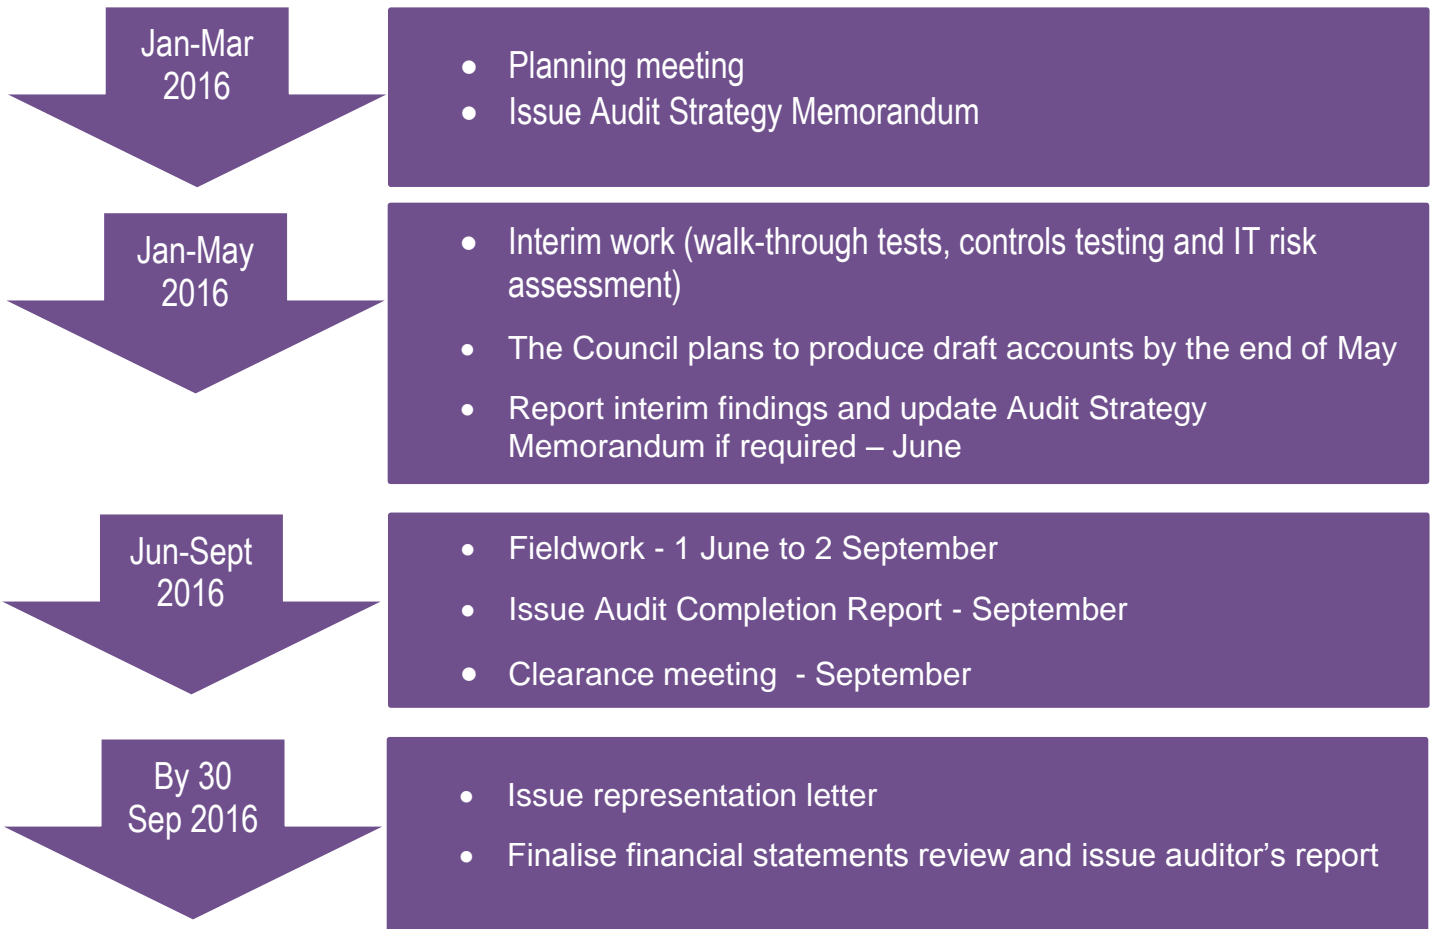 Jan-Mar
2016
• Planning meeting
• Issue Audit Strategy Memorandum
Jan-May
2016
• Interim work (walk-through tests, controls testing and IT risk
assessment)
• The Council plans to produce draft accounts by the end of May
• Report interim findings and update Audit Strategy
Memorandum if required – June
Jun-Sept
2016
• Fieldwork - 1 June to 2 September
• Issue Audit Completion Report - September
• Clearance meeting  - September
By 30
Sep 2016
• Issue representation letter
• Finalise financial statements review and issue auditor’s report